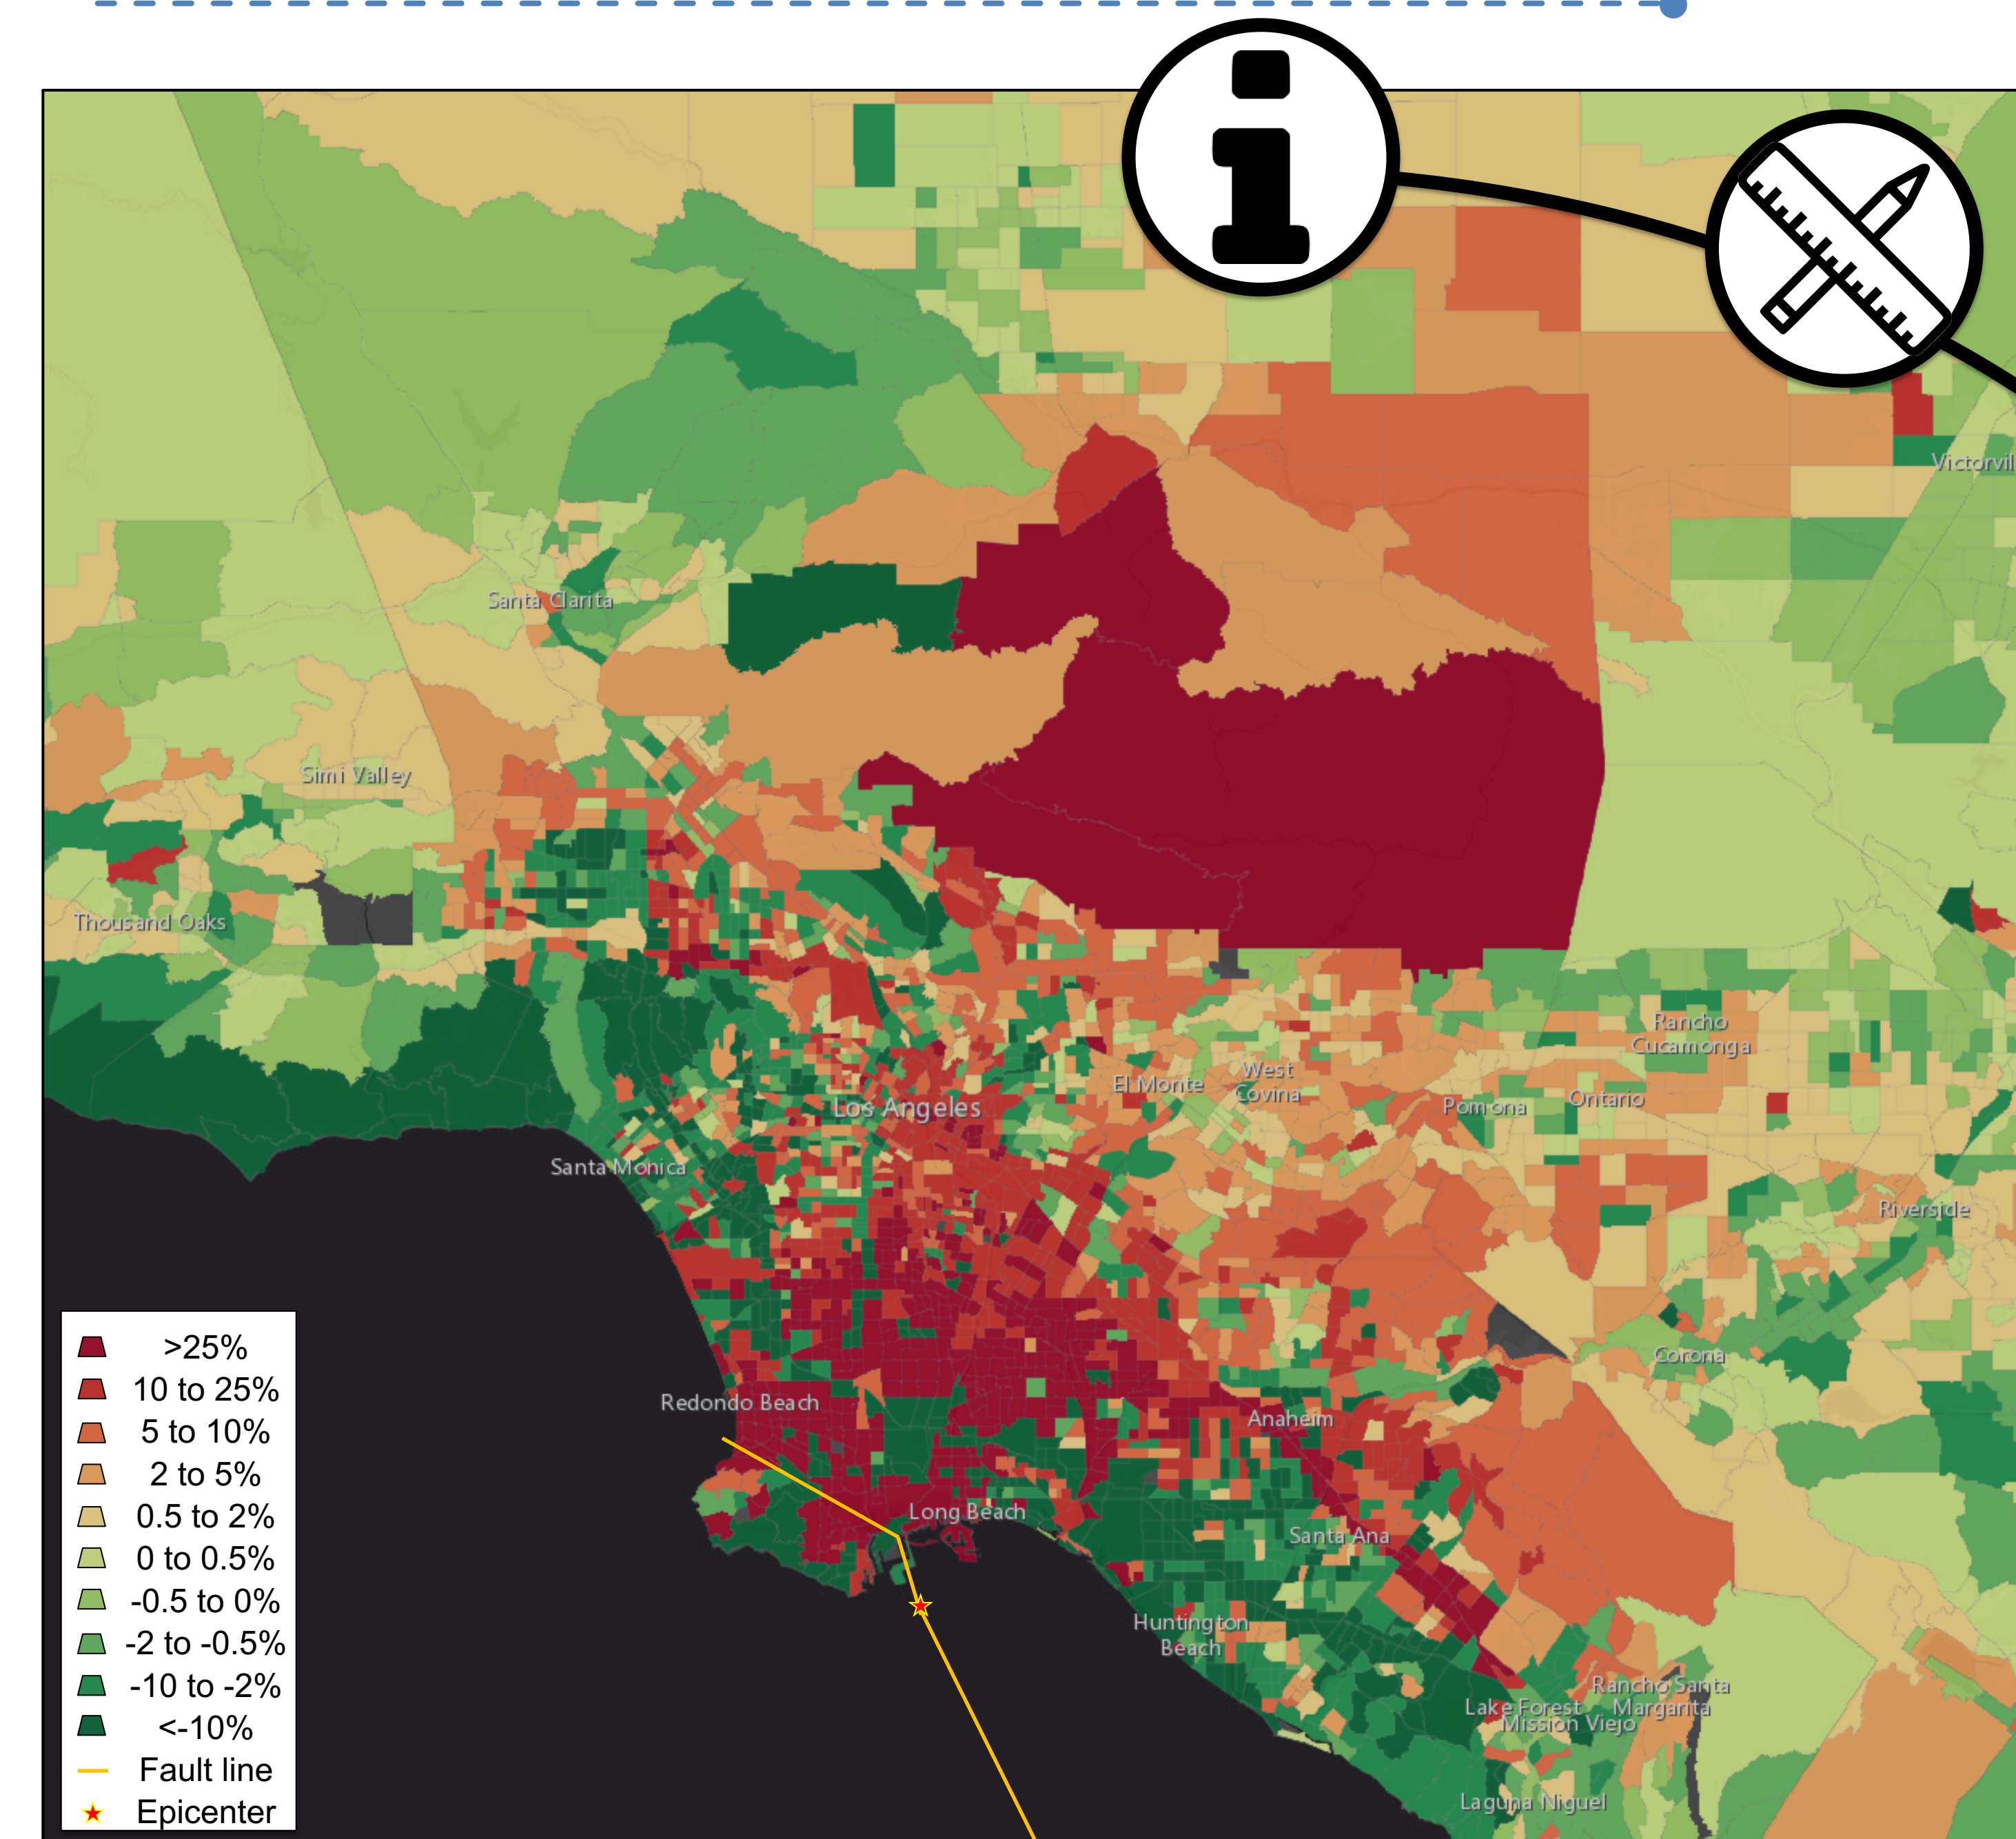 i
Victorvil
Santa Clarita
Simi Valley
Thousand Oaks
Rancho
Cucamonga
El Monte
West
Covina
Los Angeles
Pomona
Ontario
Santa Monica
Riverside
Corona
Redondo Beach
Anaheim
Long Beach
Santa Ana
Huntington
Beach
Rancho Santa
Margarita
Lake Forest
Mission Viejo
Laguna Niguel
>25%
10 to 25%
5 to 10%
2 to 5%
0.5 to 2%
0 to 0.5%
-0.5 to 0%
-2 to -0.5%
-10 to -2%
<-10%
Fault line
Epicenter